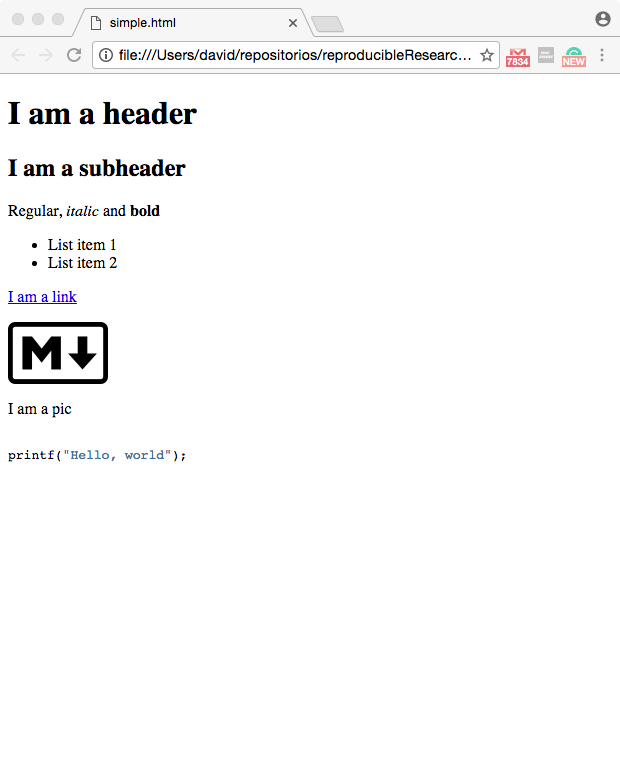 simple.html
file:///Users/david/repositorios/reproducibleResearc…
7834
NEW
I am a header
I am a subheader
Regular, italic and bold
• List item 1
• List item 2
I am a link
M
I am a pic
printf("Hello, world");